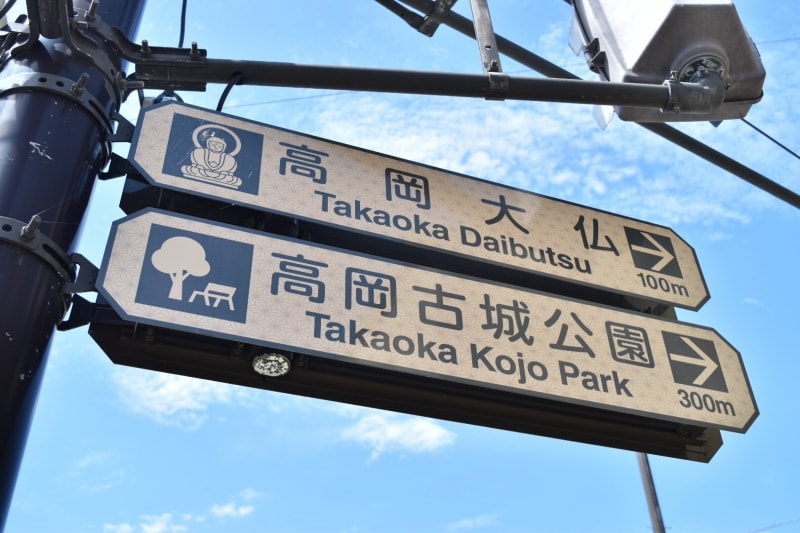 高岡大仏
Takaoka Daibutsu
100m
高岡古城公園
Takaoka Kojo Park
300m